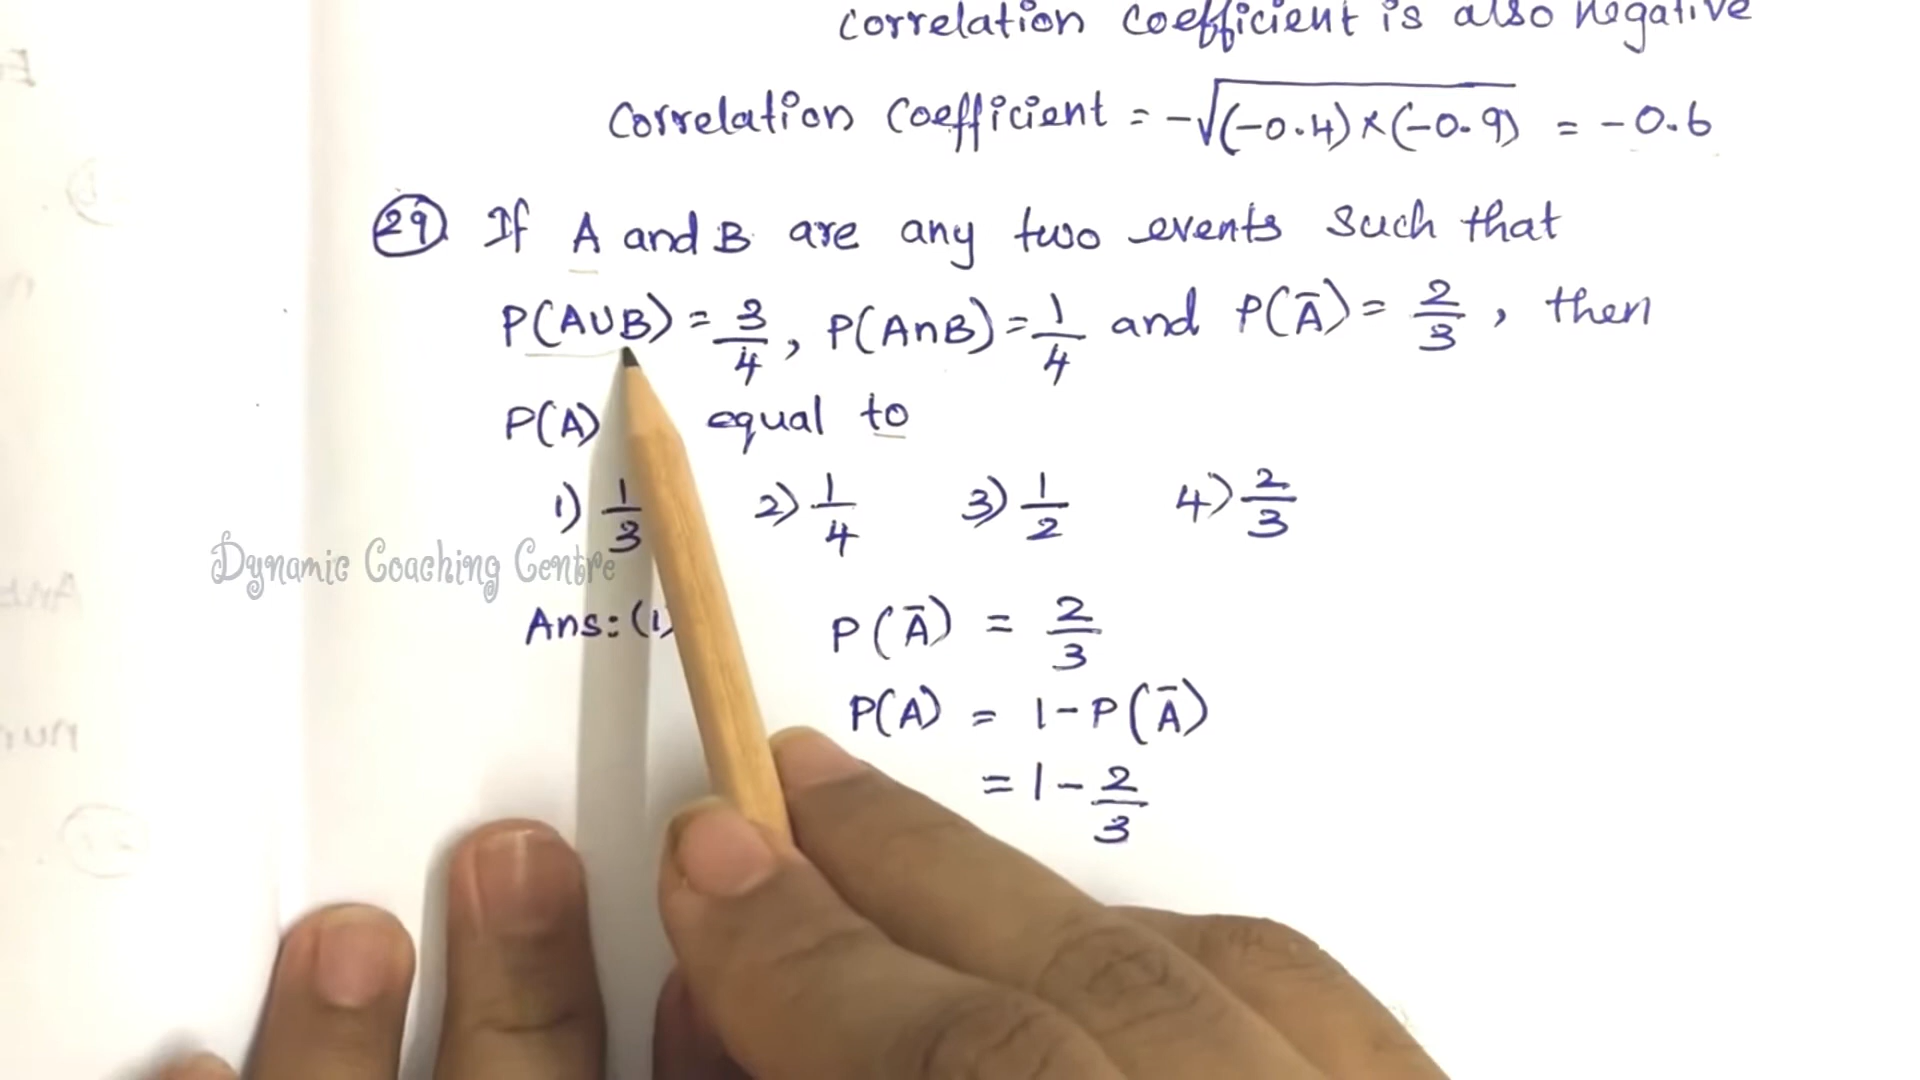 correlation coefficient is also negative
Correlation Coefficient = -√(-0.4)×(-0.9) = -0.6
29 If A and B are any two events such that
P(A∪B) = 3/4, P(A∩B) = 1/4 and P(Ā) = 2/3, then
P(A) equal to
1) 1/3 2) 1/4 3) 1/2 4) 2/3
Dynamic Coaching Centre
Ans: (1) P(Ā) = 2/3
P(A) = 1-P(Ā)
= 1 - 2/3